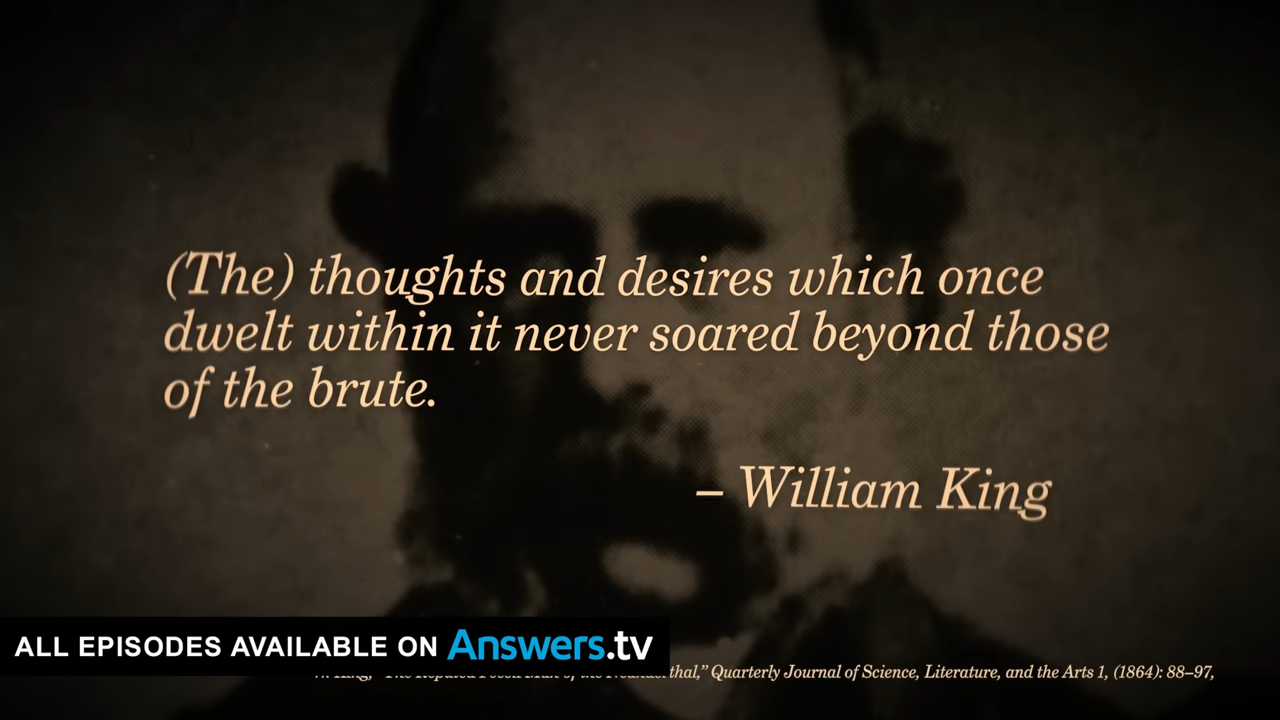 (The) thoughts and desires which once
dwelt within it never soared beyond those
of the brute.
– William King
ALL EPISODES AVAILABLE ON Answers.tv
thal,” Quarterly Journal of Science, Literature, and the Arts 1, (1864): 88–97,